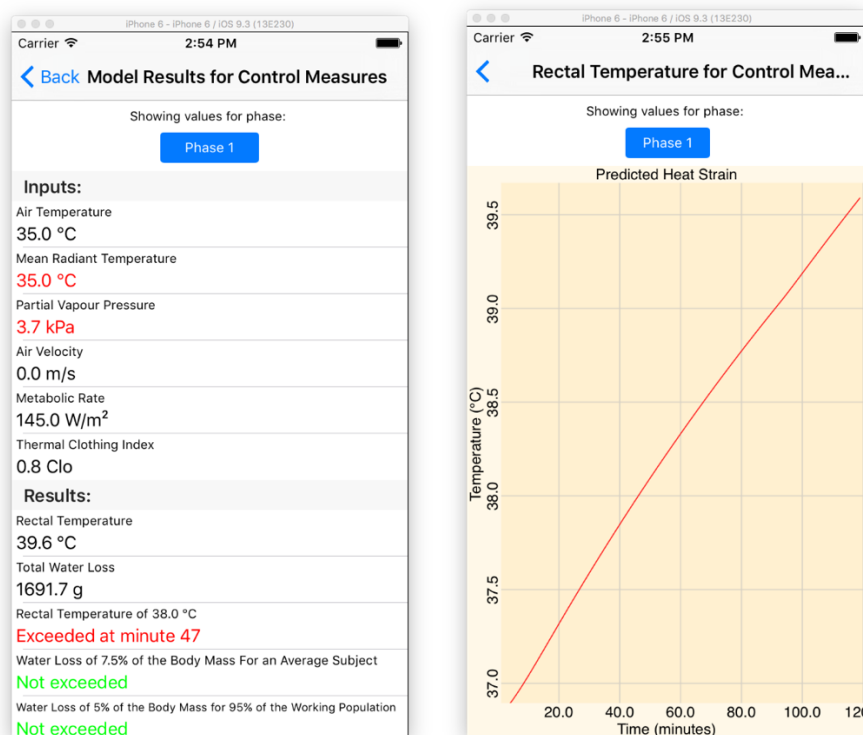 iPhone 6 - iPhone 6 / iOS 9.3 (13E230)
Carrier
2:54 PM
Back Model Results for Control Measures
Showing values for phase:
Phase 1
Inputs:
Air Temperature
35.0 °C
Mean Radiant Temperature
35.0 °C
Partial Vapour Pressure
3.7 kPa
Air Velocity
0.0 m/s
Metabolic Rate
145.0 W/m²
Thermal Clothing Index
0.8 Clo
Results:
Rectal Temperature
39.6 °C
Total Water Loss
1691.7 g
Rectal Temperature of 38.0 °C
Exceeded at minute 47
Water Loss of 7.5% of the Body Mass For an Average Subject
Not exceeded
Water Loss of 5% of the Body Mass for 95% of the Working Population
Not exceeded
iPhone 6 - iPhone 6 / iOS 9.3 (13E230)
Carrier
2:55 PM
Rectal Temperature for Control Mea...
Showing values for phase:
Phase 1
Predicted Heat Strain
39.5
39.0
38.5
38.0
37.5
37.0
Temperature (°C)
20.0 40.0 60.0 80.0 100.0 120
Time (minutes)